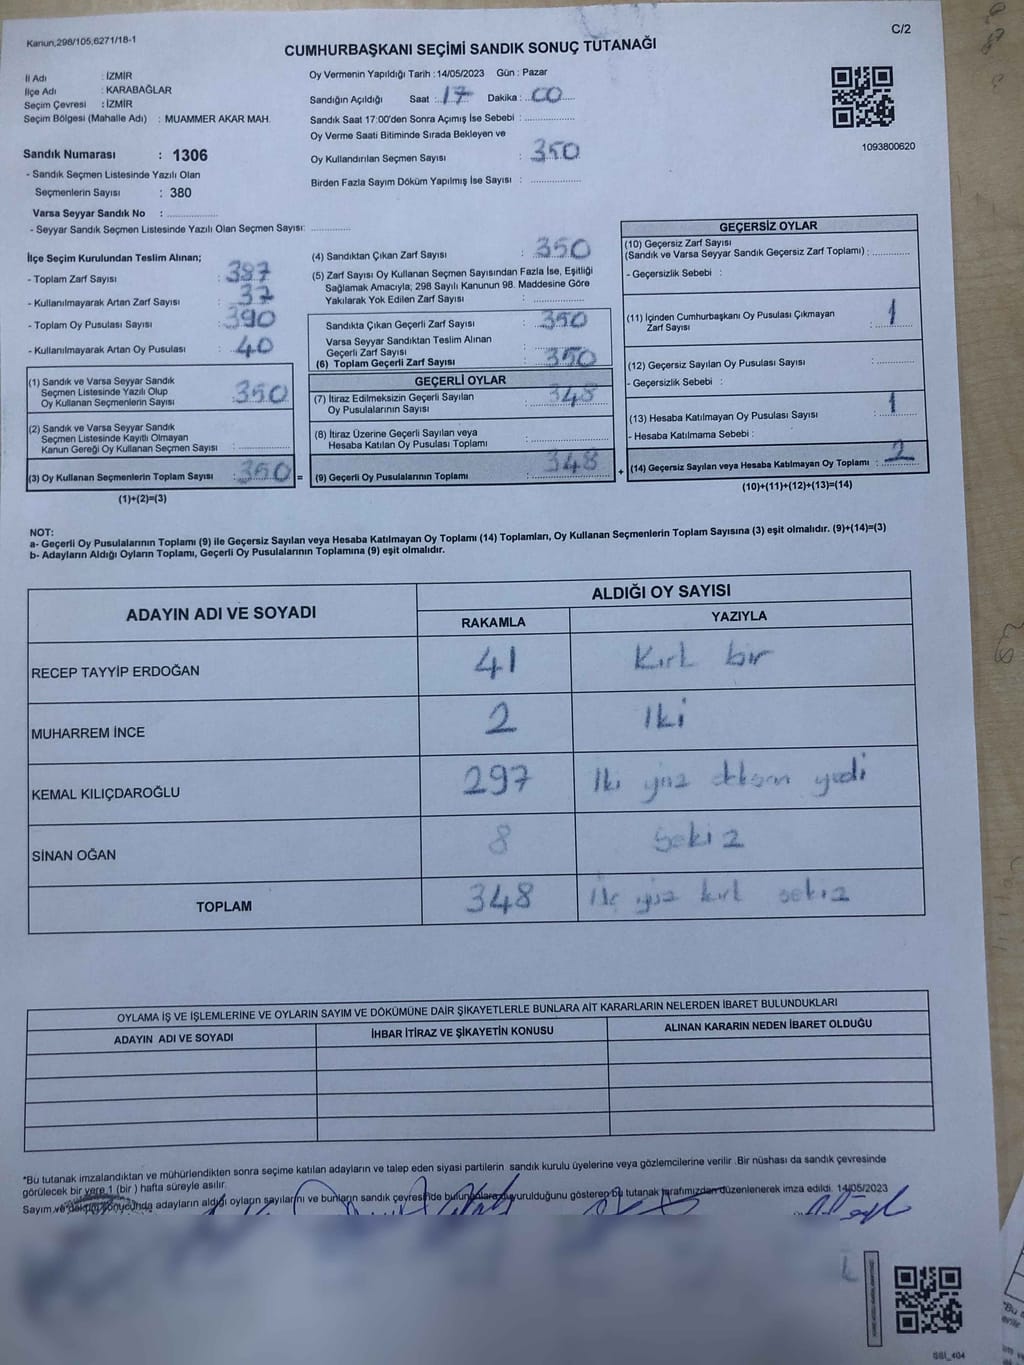 Kanun,298/105,6271/18-1
C/2
CUMHURBAŞKANI SEÇİMİ SANDIK SONUÇ TUTANAĞI
İl Adı : İZMİR
İlçe Adı : KARABAĞLAR
Seçim Çevresi : İZMİR
Seçim Bölgesi (Mahalle Adı) : MUAMMER AKAR MAH.
Sandık Numarası : 1306
- Sandık Seçmen Listesinde Yazılı Olan
Seçmenlerin Sayısı : 380
Varsa Seyyar Sandık No : ................
- Seyyar Sandık Seçmen Listesinde Yazılı Olan Seçmen Sayısı: ............
Oy Vermenin Yapıldığı Tarih :14/05/2023 Gün : Pazar
Sandığın Açıldığı Saat : 17 Dakika : 00
Sandık Saat 17:00'den Sonra Açmış İse Sebebi : ................
Oy Verme Saati Bitiminde Sırada Bekleyen ve
Oy Kullandırılan Seçmen Sayısı : 350
Birden Fazla Sayım Döküm Yapılmış İse Sayısı : ................
1093800620
İlçe Seçim Kurulundan Teslim Alınan;
- Toplam Zarf Sayısı : 387
- Kullanılmayarak Artan Zarf Sayısı : 37
- Toplam Oy Pusulası Sayısı : 390
- Kullanılmayarak Artan Oy Pusulası : 40
(1) Sandık ve Varsa Seyyar Sandık
Seçmen Listesinde Yazılı Olup
Oy Kullanan Seçmenlerin Sayısı : 350
(2) Sandık ve Varsa Seyyar Sandık
Seçmen Listesinde Kayıtlı Olmayan
Kanun Gereği Oy Kullanan Seçmen Sayısı : ................
(3) Oy Kullanan Seçmenlerin Toplam Sayısı : 350 =
(1)+(2)=(3)
(4) Sandıktan Çıkan Zarf Sayısı : 350
(5) Zarf Sayısı Oy Kullanan Seçmen Sayısından Fazla İse, Eşitliği
Sağlamak Amacıyla; 298 Sayılı Kanunun 98. Maddesine Göre
Yakılarak Yok Edilen Zarf Sayısı : ................
Sandıkta Çıkan Geçerli Zarf Sayısı : 350
Varsa Seyyar Sandıktan Teslim Alınan
Geçerli Zarf Sayısı : ................
(6) Toplam Geçerli Zarf Sayısı : 350
GEÇERLİ OYLAR
(7) İtiraz Edilmeksizin Geçerli Sayılan
Oy Pusulalarının Sayısı : 348
(8) İtiraz Üzerine Geçerli Sayılan veya
Hesaba Katılan Oy Pusulası Toplamı : ................
(9) Geçerli Oy Pusulalarının Toplamı : 348 +
GEÇERSİZ OYLAR
(10) Geçersiz Zarf Sayısı
(Sandık ve Varsa Seyyar Sandık Geçersiz Zarf Toplamı) : ............
- Geçersizlik Sebebi :
(11) İçinden Cumhurbaşkanı Oy Pusulası Çıkmayan
Zarf Sayısı : 1
(12) Geçersiz Sayılan Oy Pusulası Sayısı : ............
- Geçersizlik Sebebi :
(13) Hesaba Katılmayan Oy Pusulası Sayısı : 1
- Hesaba Katılmama Sebebi :
(14) Geçersiz Sayılan veya Hesaba Katılmayan Oy Toplamı : 2
(10)+(11)+(12)+(13)=(14)
NOT:
a- Geçerli Oy Pusulalarının Toplamı (9) ile Geçersiz Sayılan veya Hesaba Katılmayan Oy Toplamı (14) Toplamları, Oy Kullanan Seçmenlerin Toplam Sayısına (3) eşit olmalıdır. (9)+(14)=(3)
b- Adayların Aldığı Oyların Toplamı, Geçerli Oy Pusulalarının Toplamına (9) eşit olmalıdır.
ADAYIN ADI VE SOYADI
ALDIĞI OY SAYISI
RAKAMLA YAZIYLA
RECEP TAYYİP ERDOĞAN 41 Kırk bir
MUHARREM İNCE 2 Iki
KEMAL KILIÇDAROĞLU 297 Iki yüz doksan yedi
SİNAN OĞAN 8 Sekiz
TOPLAM 348 Üç yüz kırk sekiz
OYLAMA İŞ VE İŞLEMLERİNE VE OYLARIN SAYIM VE DÖKÜMÜNE DAİR ŞİKAYETLERLE BUNLARA AİT KARARLARIN NELERDEN İBARET BULUNDUKLARI
ADAYIN ADI VE SOYADI İHBAR İTİRAZ VE ŞİKAYETİN KONUSU ALINAN KARARIN NEDEN İBARET OLDUĞU
*Bu tutanak imzalandıktan ve mühürlendikten sonra seçime katılan adayların ve talep eden siyasi partilerin sandık kurulu üyelerine veya gözlemcilerine verilir .Bir nüshası da sandık çevresinde
görülecek bir yere 1 (bir ) hafta süreyle asılır.
Sayım ve döküm sonucunda adayların aldığı oyların sayılarını ve bunların sandık çevresinde bulunanlara duyurulduğunu gösteren bu tutanak tarafımızdan düzenlenerek imza edildi. 14/05/2023
SSI_404